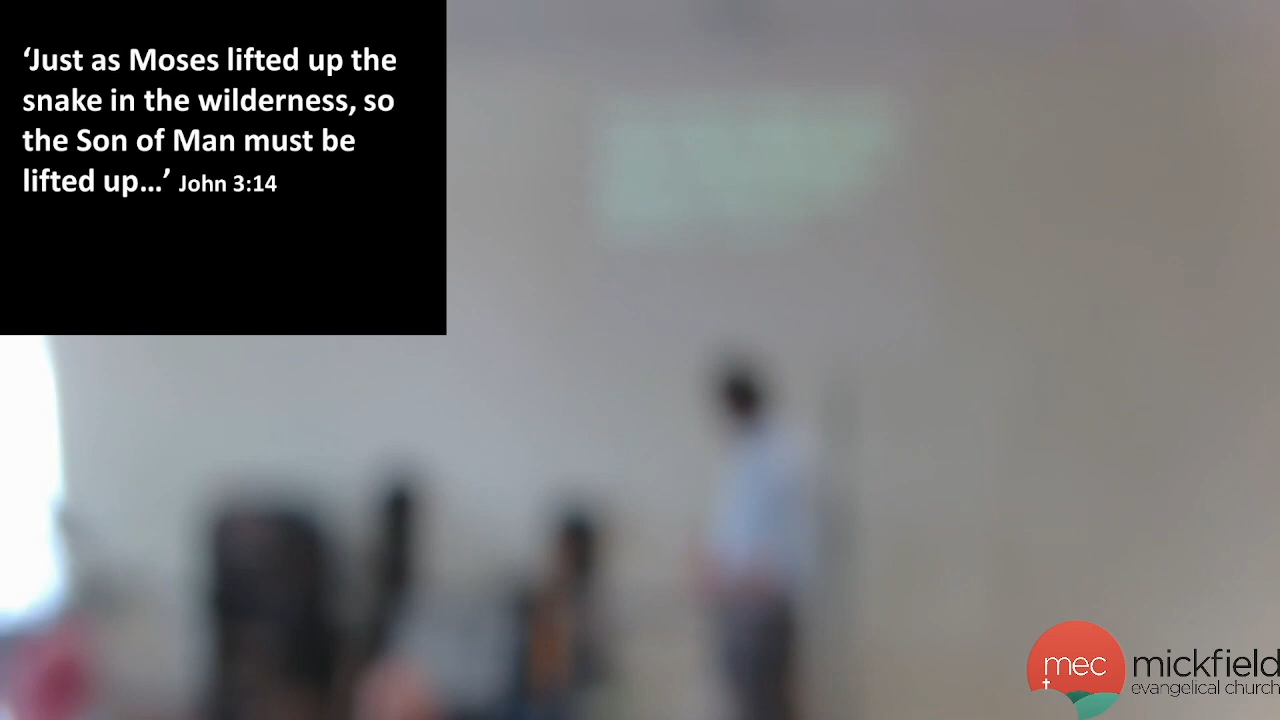 ‘Just as Moses lifted up the
snake in the wilderness, so
the Son of Man must be
lifted up…’ John 3:14
mec
mickfield
evangelical church